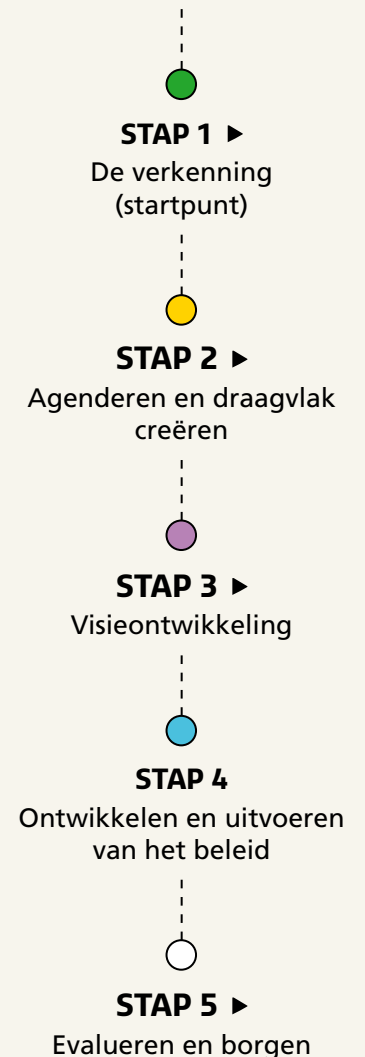 STAP 1 ▶
De verkenning
(startpunt)
STAP 2 ▶
Agenderen en draagvlak
creëren
STAP 3 ▶
Visieontwikkeling
STAP 4
Ontwikkelen en uitvoeren
van het beleid
STAP 5 ▶
Evalueren en borgen